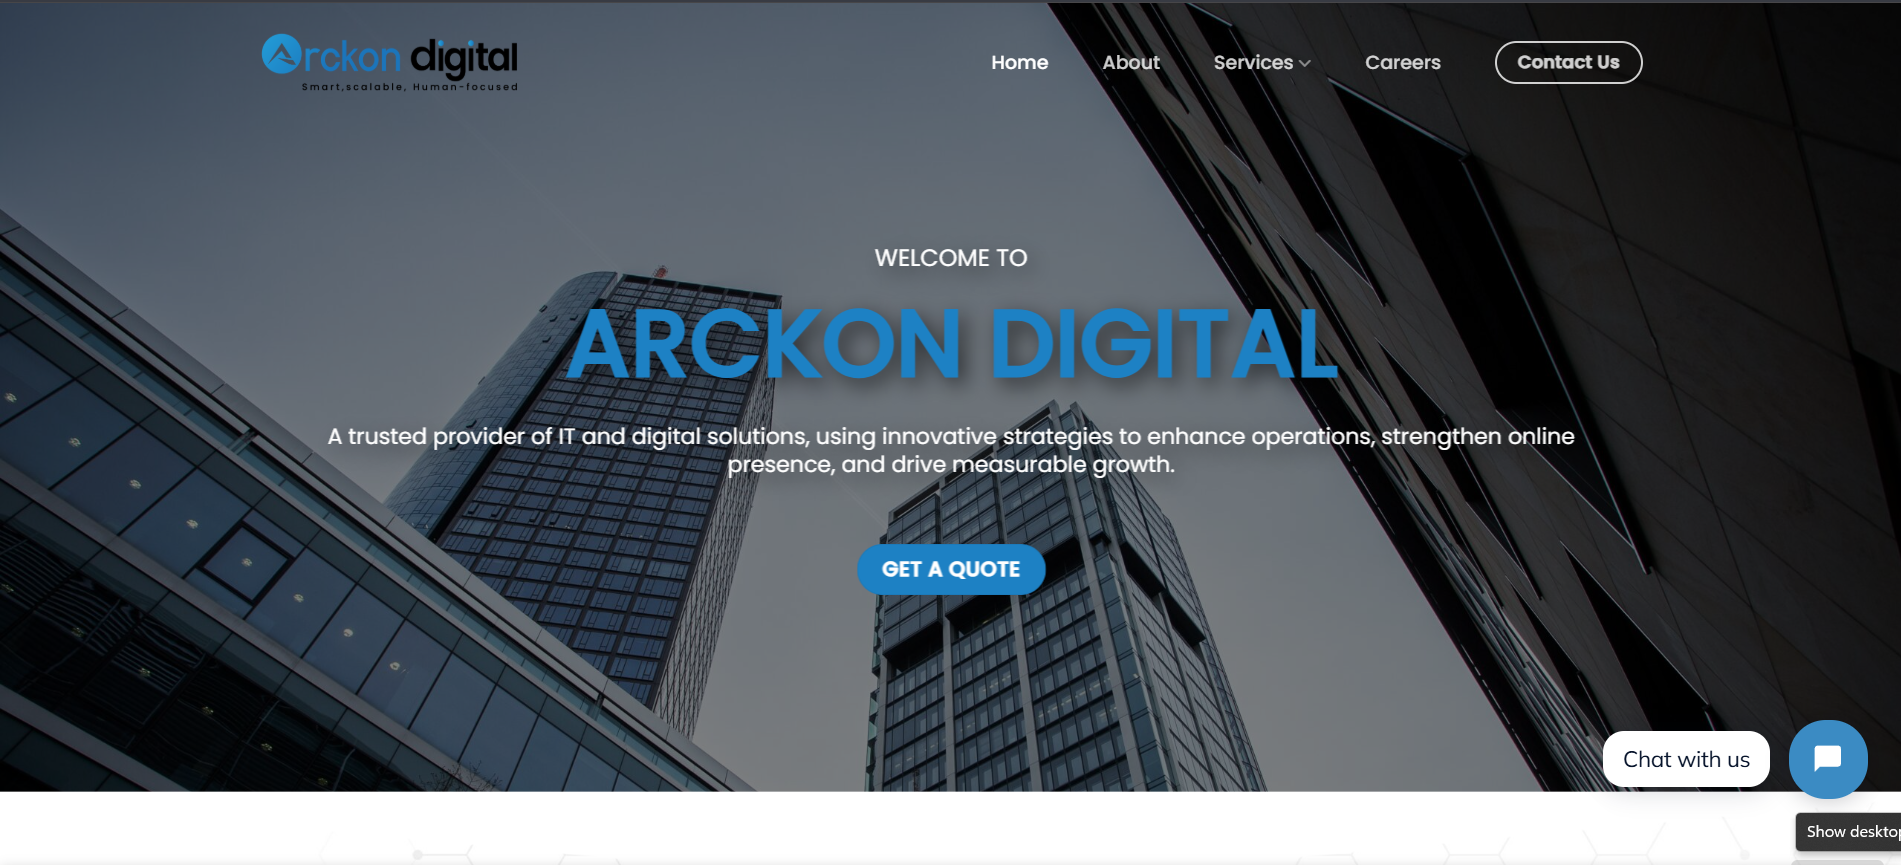 Arckon digital
Smart,scalable, Human-focused
Home
About
Services
Careers
Contact Us
WELCOME TO
ARCKON DIGITAL
A trusted provider of IT and digital solutions, using innovative strategies to enhance operations, strengthen online
presence, and drive measurable growth.
GET A QUOTE
Chat with us
Show desktop